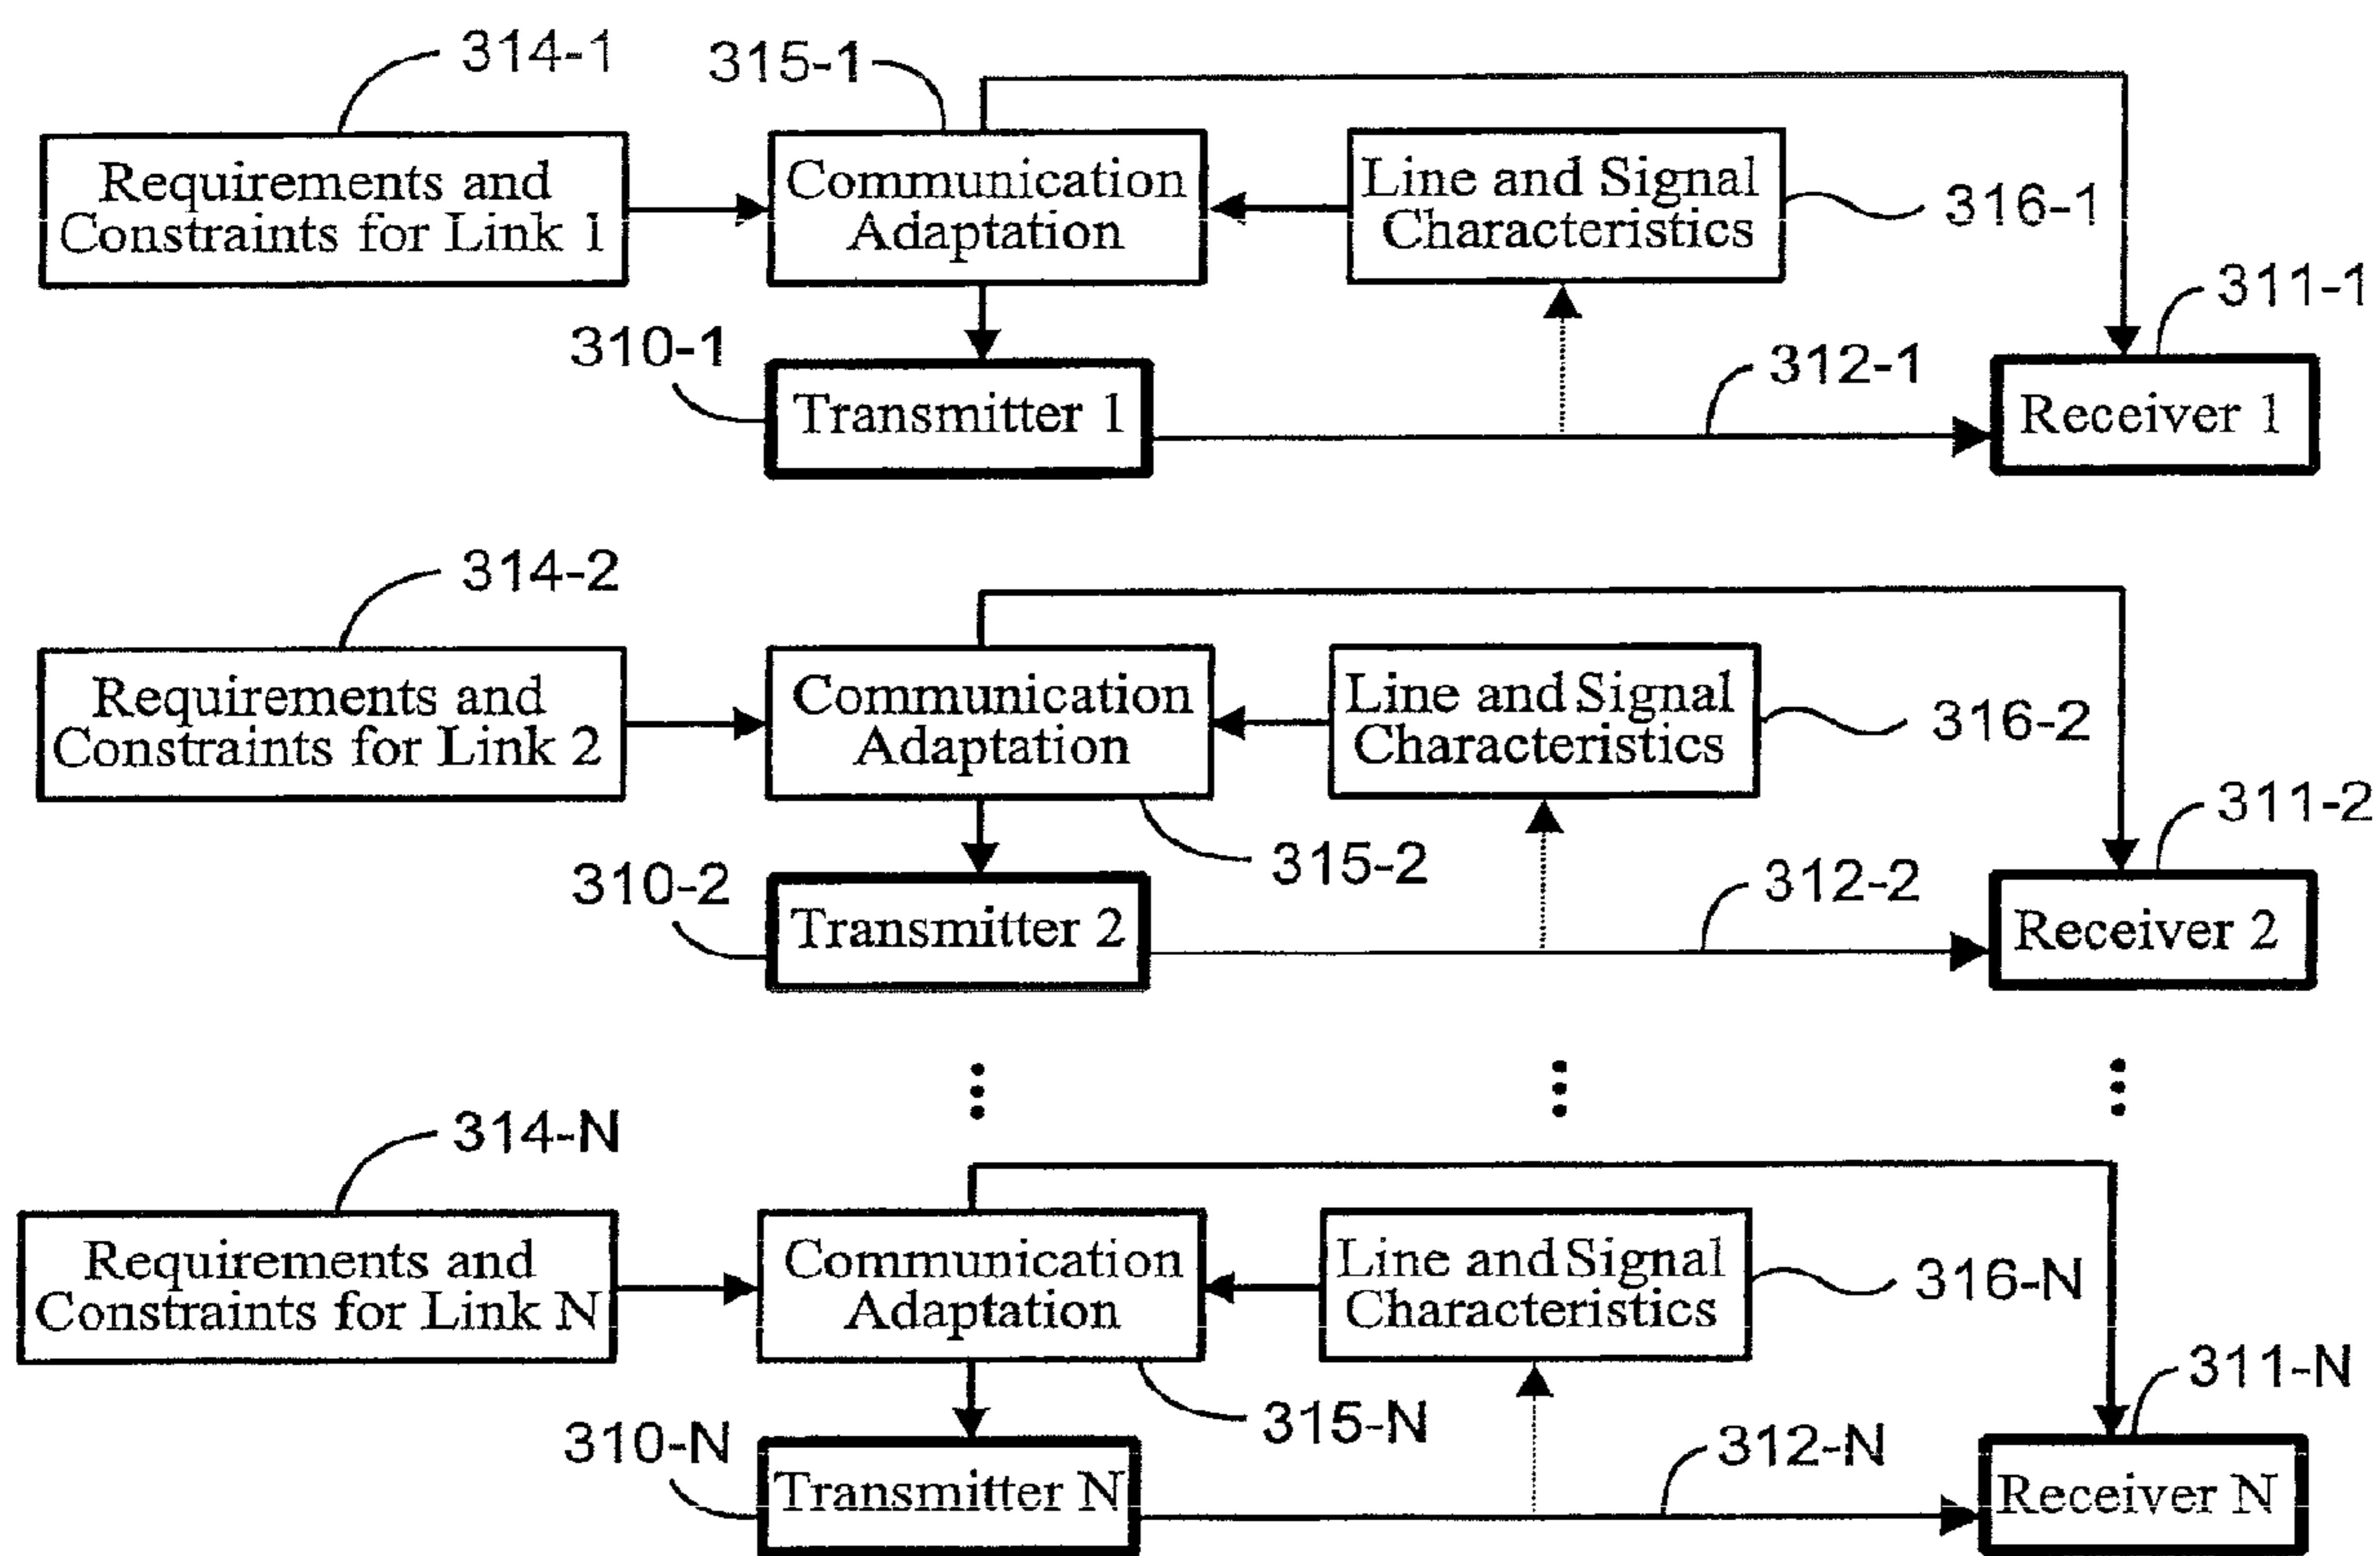 314-1
315-1
Requirements and
Constraints for Link 1
Communication
Adaptation
Line and Signal
Characteristics
316-1
311-1
310-1
312-1
Transmitter 1
Receiver 1
314-2
Requirements and
Constraints for Link 2
Communication
Adaptation
Line and Signal
Characteristics
316-2
311-2
310-2
315-2
312-2
Transmitter 2
Receiver 2
314-N
Requirements and
Constraints for Link N
Communication
Adaptation
Line and Signal
Characteristics
316-N
311-N
310-N
315-N
312-N
Transmitter N
Receiver N